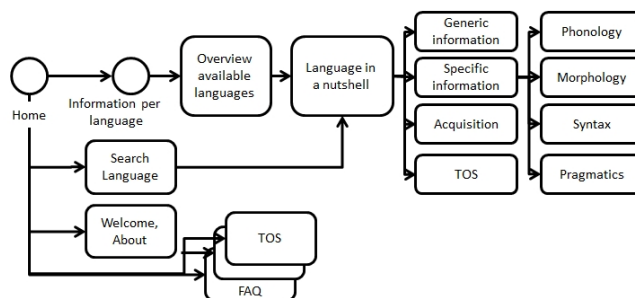 Generic
information
Phonology
Overview
available
languages
Language in
a nutshell
Specific
information
Morphology
Home
Information per
language
Acquisition
Syntax
Search
Language
TOS
Pragmatics
Welcome,
About
TOS
FAQ